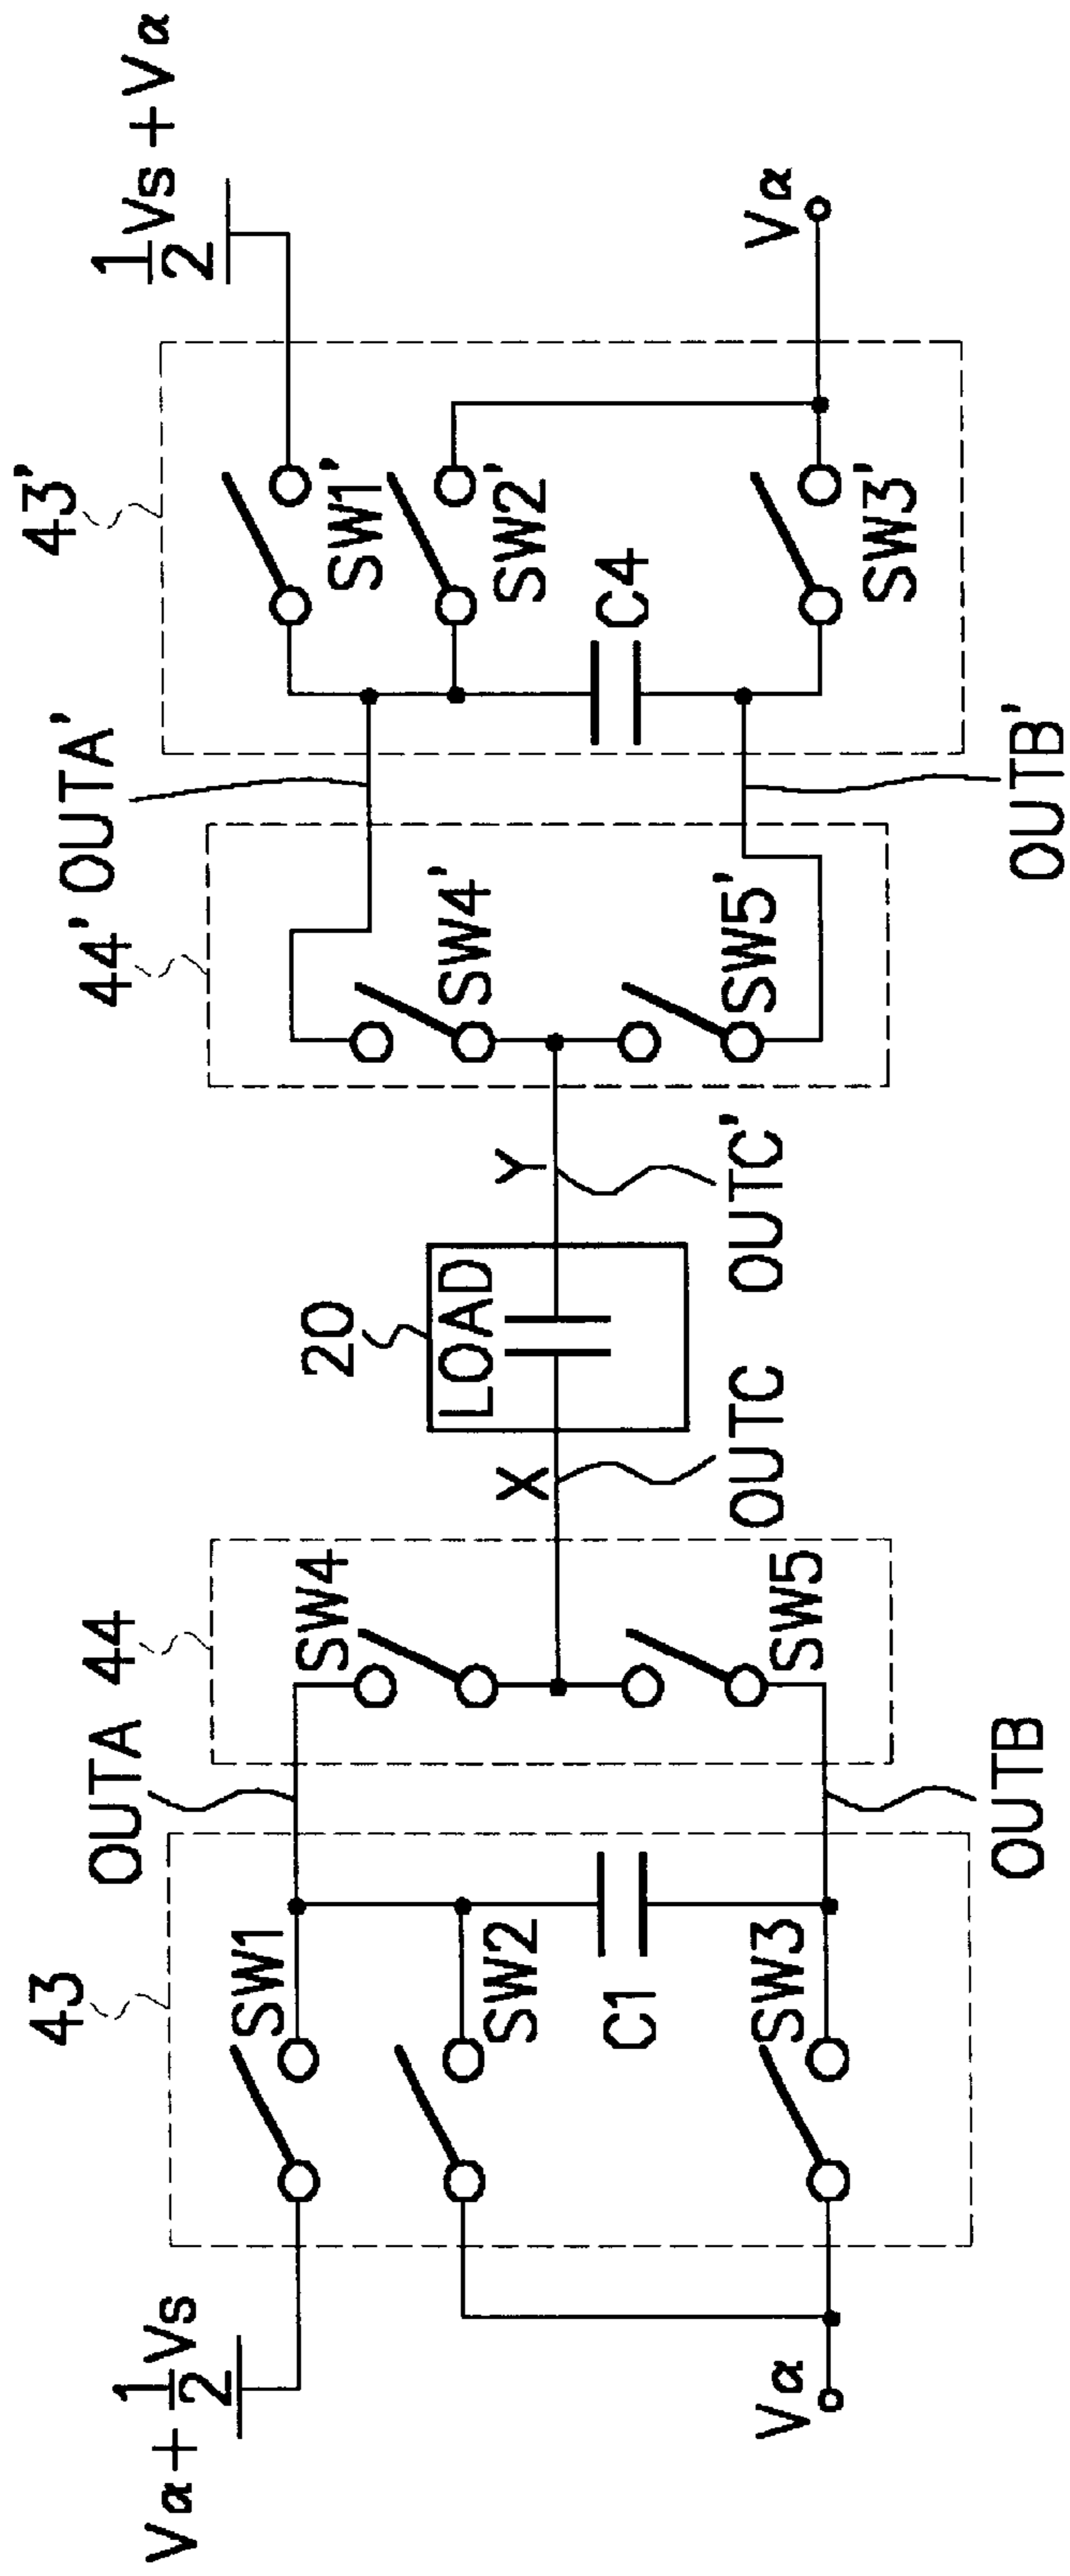 43
44
20
44'
43'
Vα+1/2Vs
1/2Vs+Vα
OUTA
OUTA'
SW1
SW4
LOAD
SW4'
SW1'
SW2
X
Y
SW2'
C1
C4
SW3
SW5
SW5'
SW3'
Vα
Vα
OUTB
OUTC
OUTC'
OUTB'